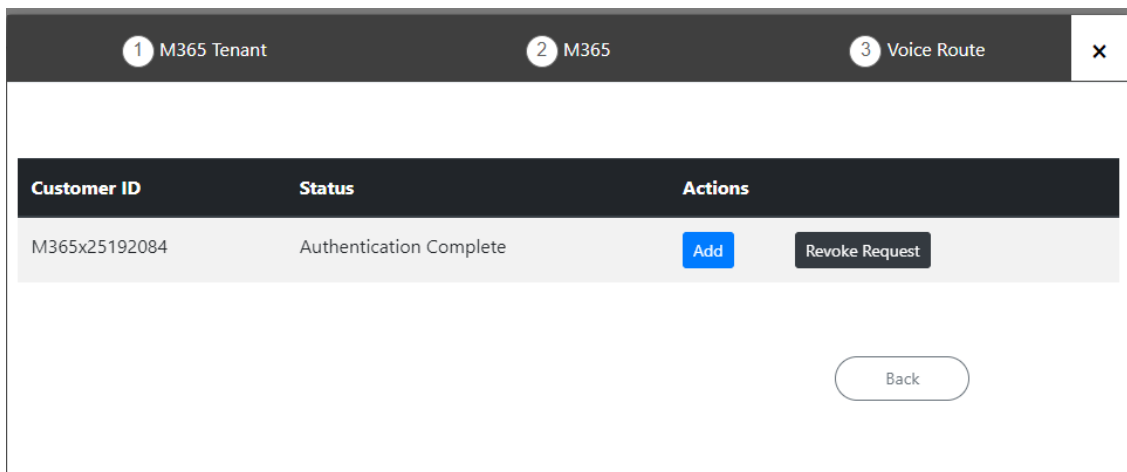 1 M365 Tenant 2 M365 3 Voice Route ×
Customer ID Status Actions
M365x25192084 Authentication Complete Add Revoke Request
Back